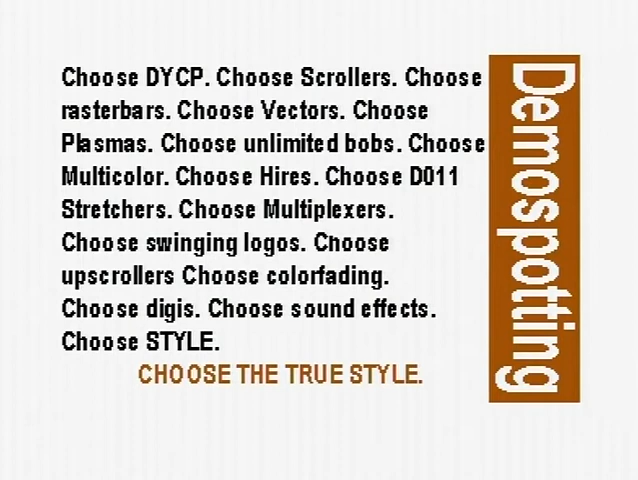 Choose DYCP. Choose Scrollers. Choose
rasterbars. Choose Vectors. Choose
Plasmas. Choose unlimited bobs. Choose
Multicolor. Choose Hires. Choose D011
Stretchers. Choose Multiplexers.
Choose swinging logos. Choose
upscrollers Choose colorfading.
Choose digis. Choose sound effects.
Choose STYLE.
CHOOSE THE TRUE STYLE.
Demospotting